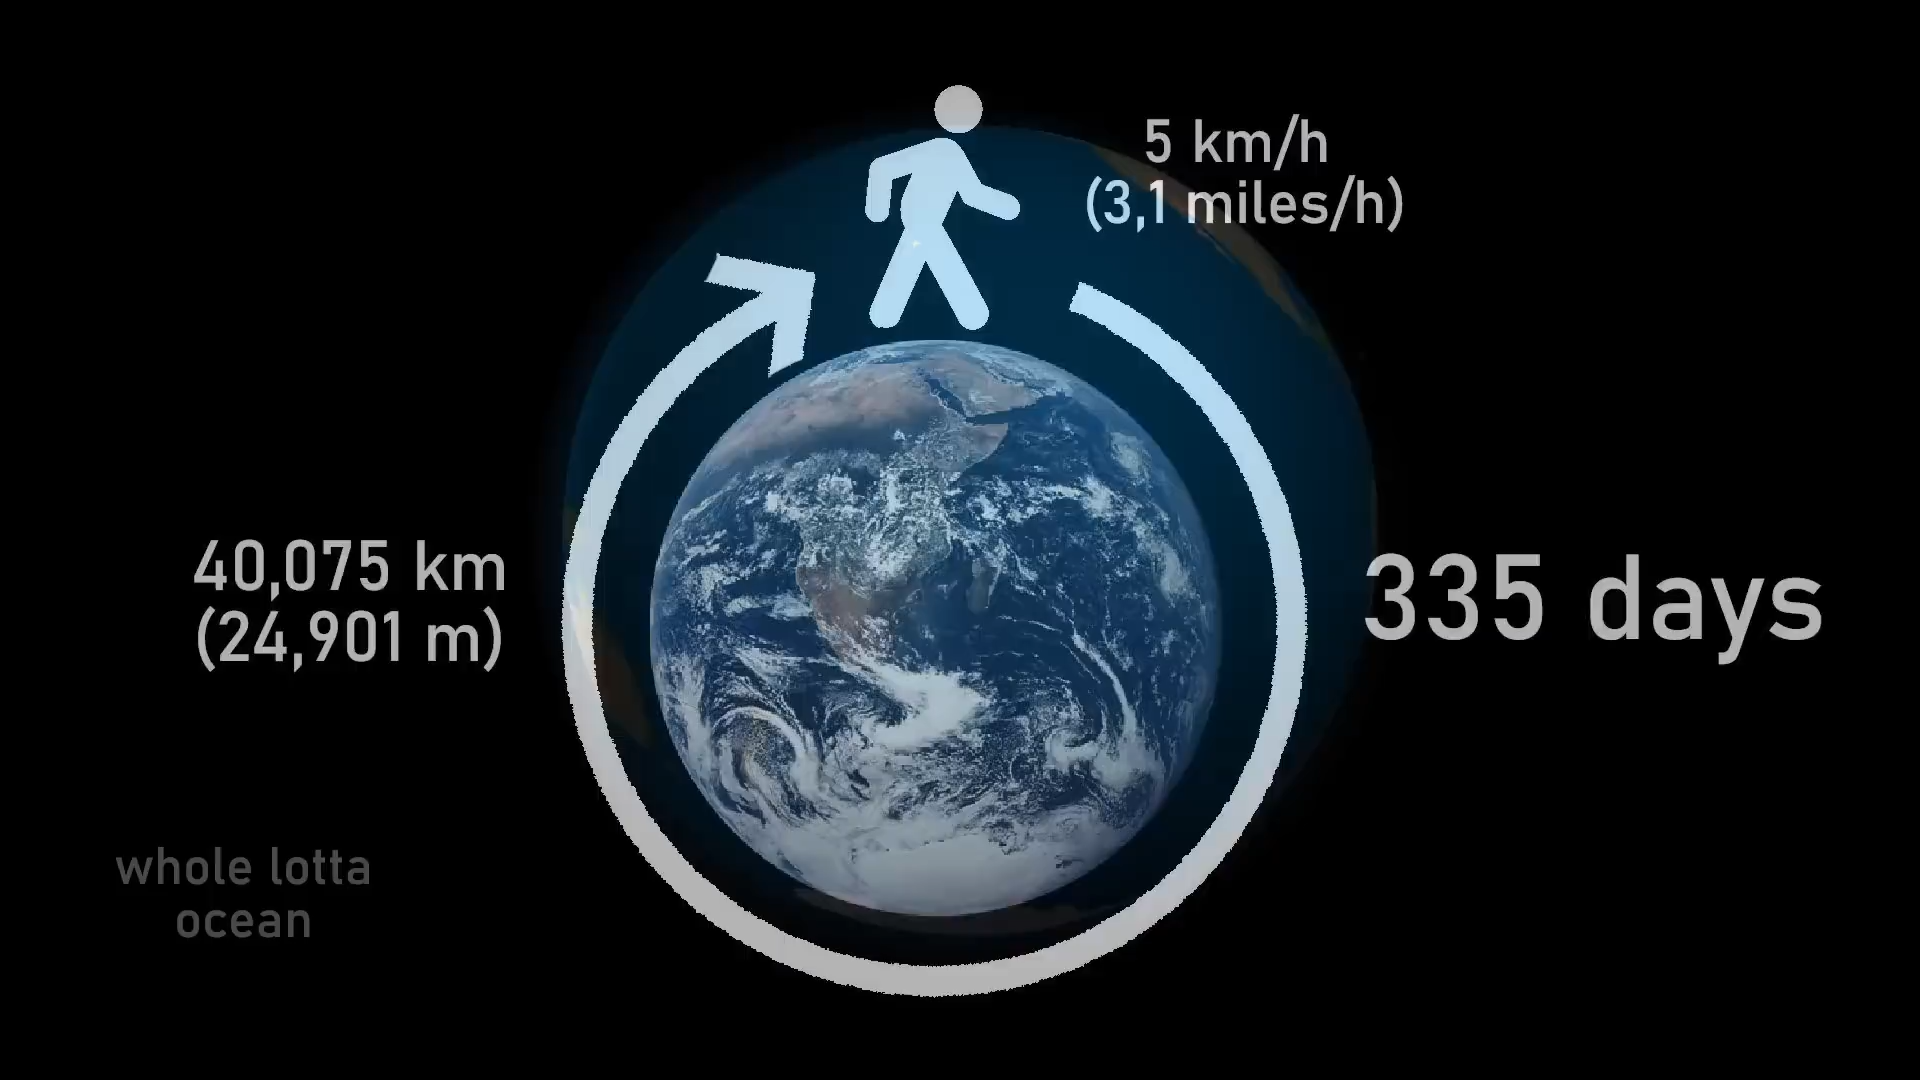 5 km/h
(3,1 miles/h)
40,075 km
(24,901 m)
335 days
whole lotta
ocean